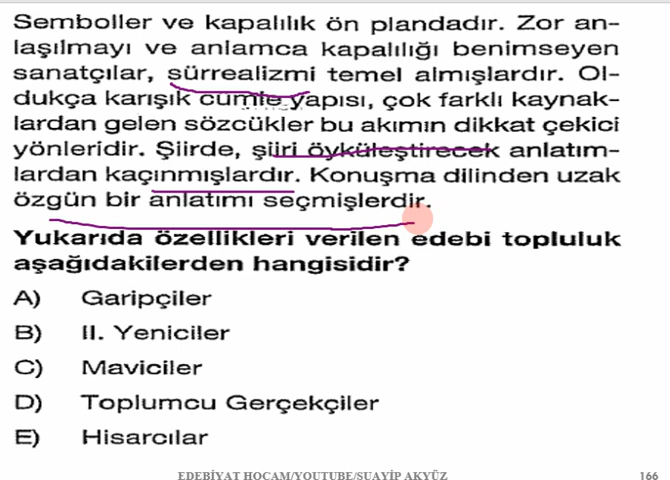 Semboller ve kapalılık ön plandadır. Zor an-
laşılmayı ve anlamca kapalılığı benimseyen
sanatçılar, sürrealizmi temel almışlardır. Ol-
dukça karışık cümle yapısı, çok farklı kaynak-
lardan gelen sözcükler bu akımın dikkat çekici
yönleridir. Şiirde, şiiri öyküleştirecek anlatım-
lardan kaçınmışlardır. Konuşma dilinden uzak
özgün bir anlatımı seçmişlerdir.
Yukarıda özellikleri verilen edebi topluluk
aşağıdakilerden hangisidir?
A) Garipçiler
B) II. Yeniciler
C) Maviciler
D) Toplumcu Gerçekçiler
E) Hisarcılar
EDEBİYAT HOCAM/YOUTUBE/SUAYİP AKYÜZ 166